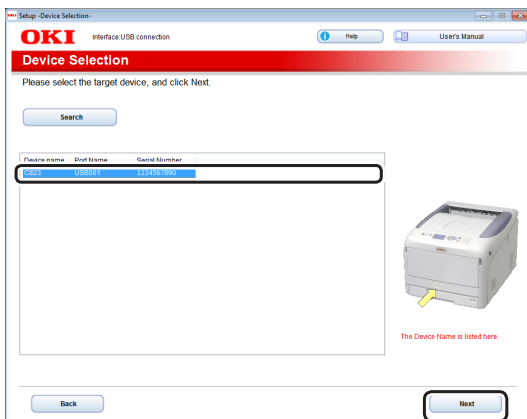 Setup -Device Selection-
OKI Interface:USB connection Help User's Manual
Device Selection
Please select the target device, and click Next.
Search
Device name Port Name Serial Number
C823 USB001 1234567890
The Device Name is listed here.
Back Next